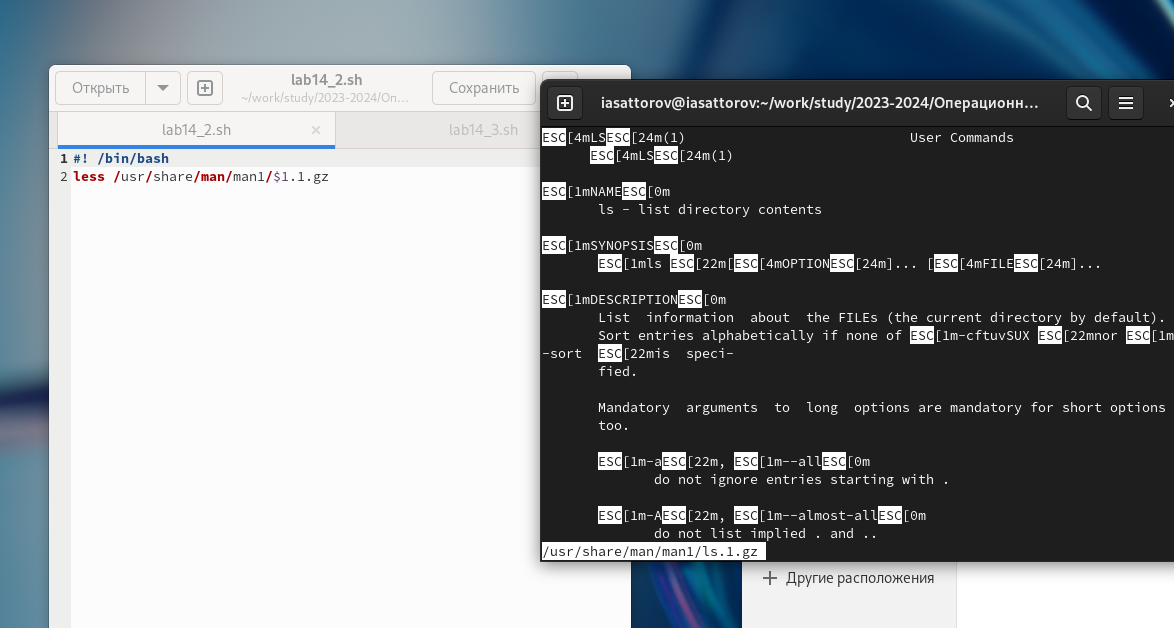 Открыть
lab14_2.sh
~/work/study/2023-2024/Оп…
Сохранить
lab14_2.sh
lab14_3.sh
1 #! /bin/bash
2 less /usr/share/man/man1/$1.1.gz
iasattorov@iasattorov:~/work/study/2023-2024/Операционн…
ESC[4mLSESC[24m(1) User Commands
ESC[4mLSESC[24m(1)
ESC[1mNAMEESC[0m
ls - list directory contents
ESC[1mSYNOPSISESC[0m
ESC[1mls ESC[22m[ESC[4mOPTIONESC[24m]... [ESC[4mFILEESC[24m]...
ESC[1mDESCRIPTIONESC[0m
List information about the FILEs (the current directory by default).
Sort entries alphabetically if none of ESC[1m-cftuvSUX ESC[22mnor ESC[1m
-sort ESC[22mis speci-
fied.
Mandatory arguments to long options are mandatory for short options
too.
ESC[1m-aESC[22m, ESC[1m--allESC[0m
do not ignore entries starting with .
ESC[1m-AESC[22m, ESC[1m--almost-allESC[0m
do not list implied . and ..
/usr/share/man/man1/ls.1.gz
Другие расположения